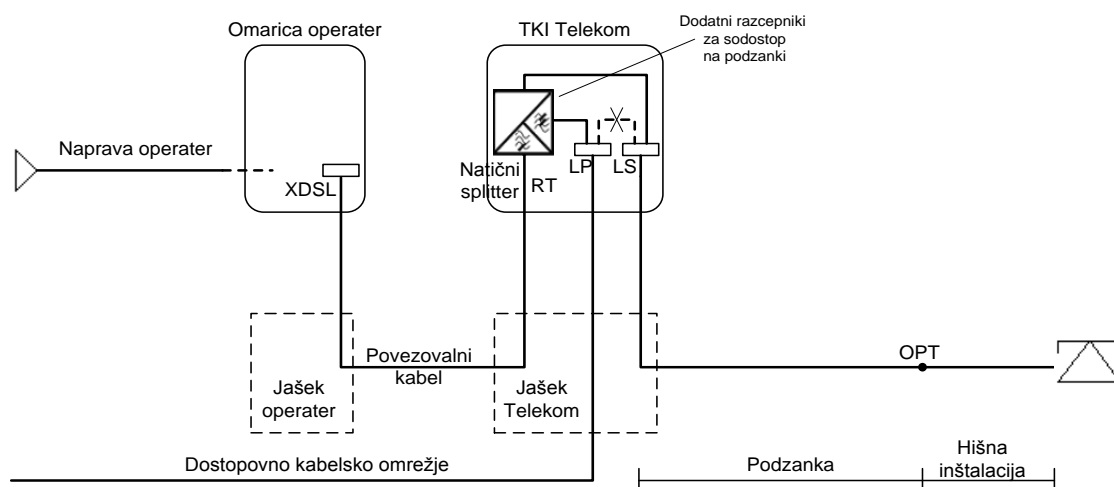 Omarica operater
TKI Telekom
Dodatni razcepniki
za sodostop
na podzanki
Naprava operater
XDSL
Natični
splitter
RT
LP
LS
Povezovalni
kabel
Jašek
operater
Jašek
Telekom
OPT
Dostopovno kabelsko omrežje
Podzanka
Hišna
inštalacija